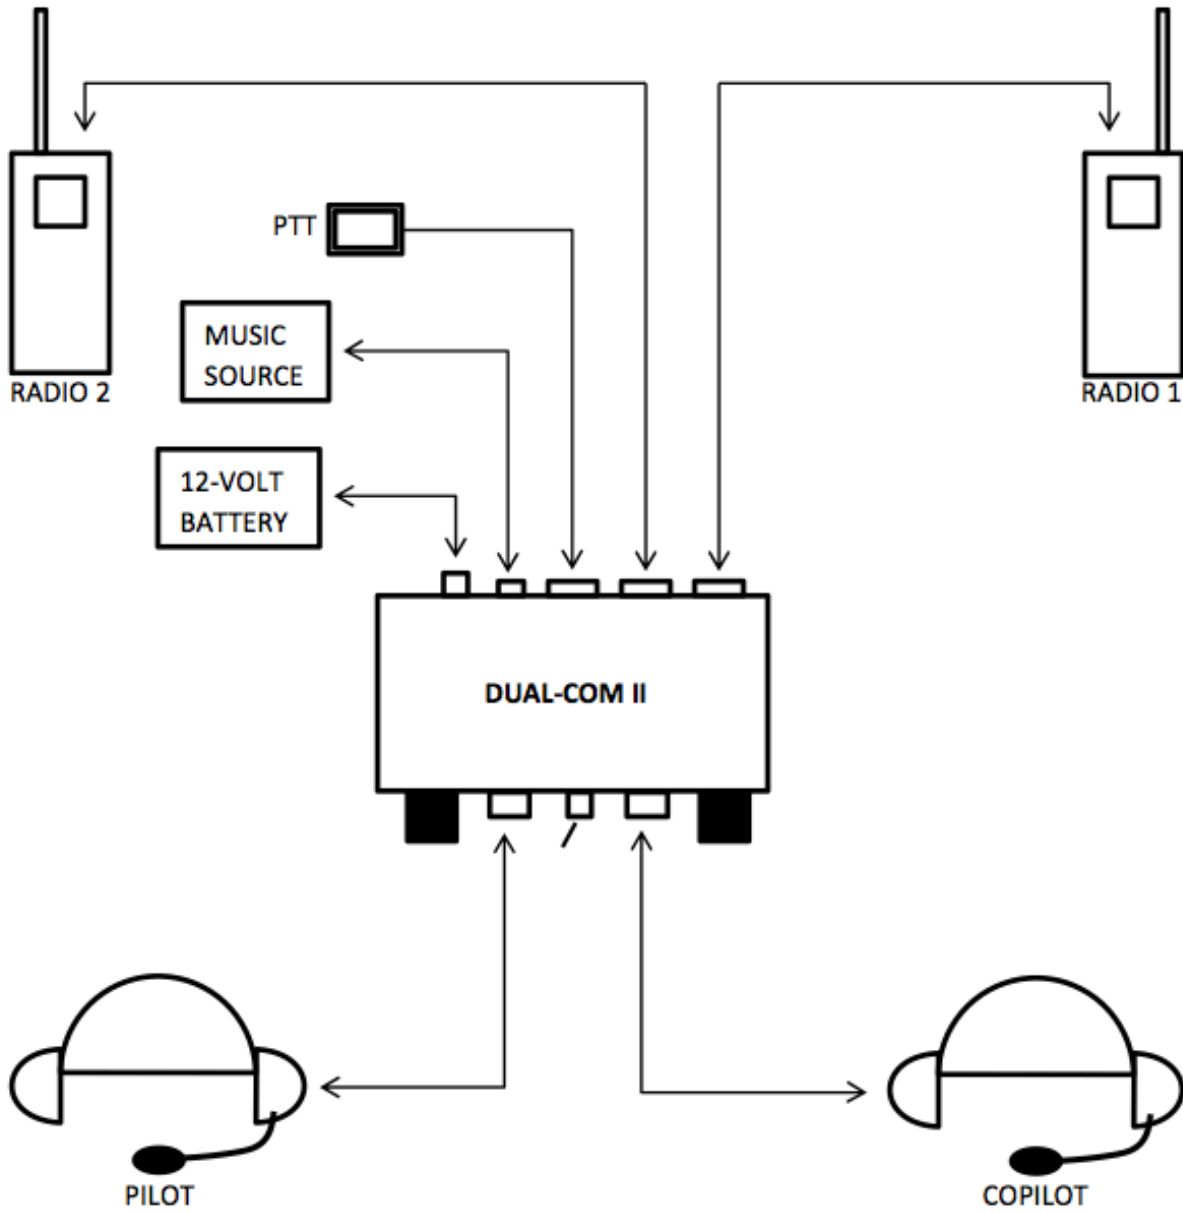 PTT
MUSIC
SOURCE
RADIO 2
RADIO 1
12-VOLT
BATTERY
DUAL-COM II
PILOT
COPILOT